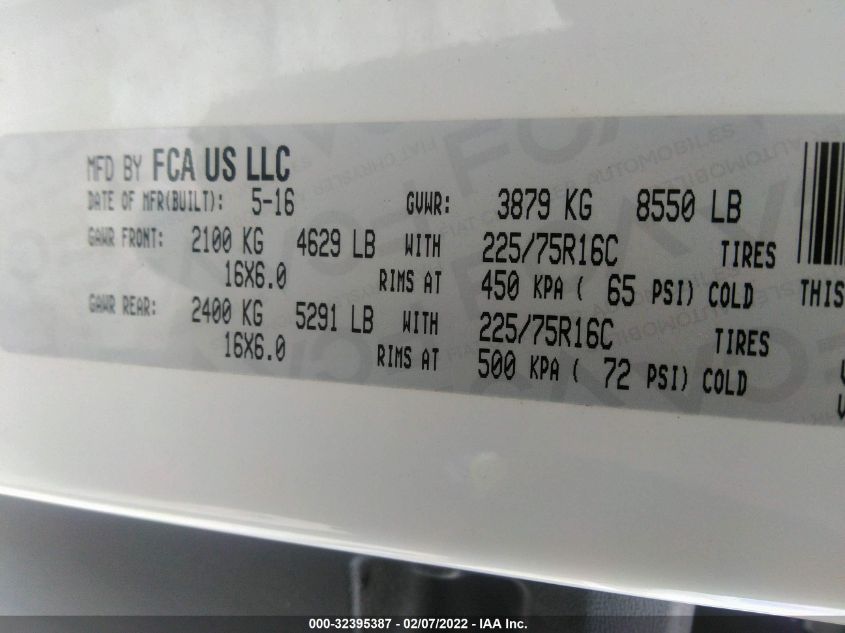 MFD BY FCA US LLC
DATE OF MFR(BUILT): 5-16 GVWR: 3879 KG 8550 LB
GAWR FRONT: 2100 KG 4629 LB WITH 225/75R16C TIRES
16X6.0 RIMS AT 450 KPA ( 65 PSI) COLD THIS
GAWR REAR: 2400 KG 5291 LB WITH 225/75R16C TIRES
16X6.0 RIMS AT 500 KPA ( 72 PSI) COLD
000-32395387 - 02/07/2022 - IAA Inc.